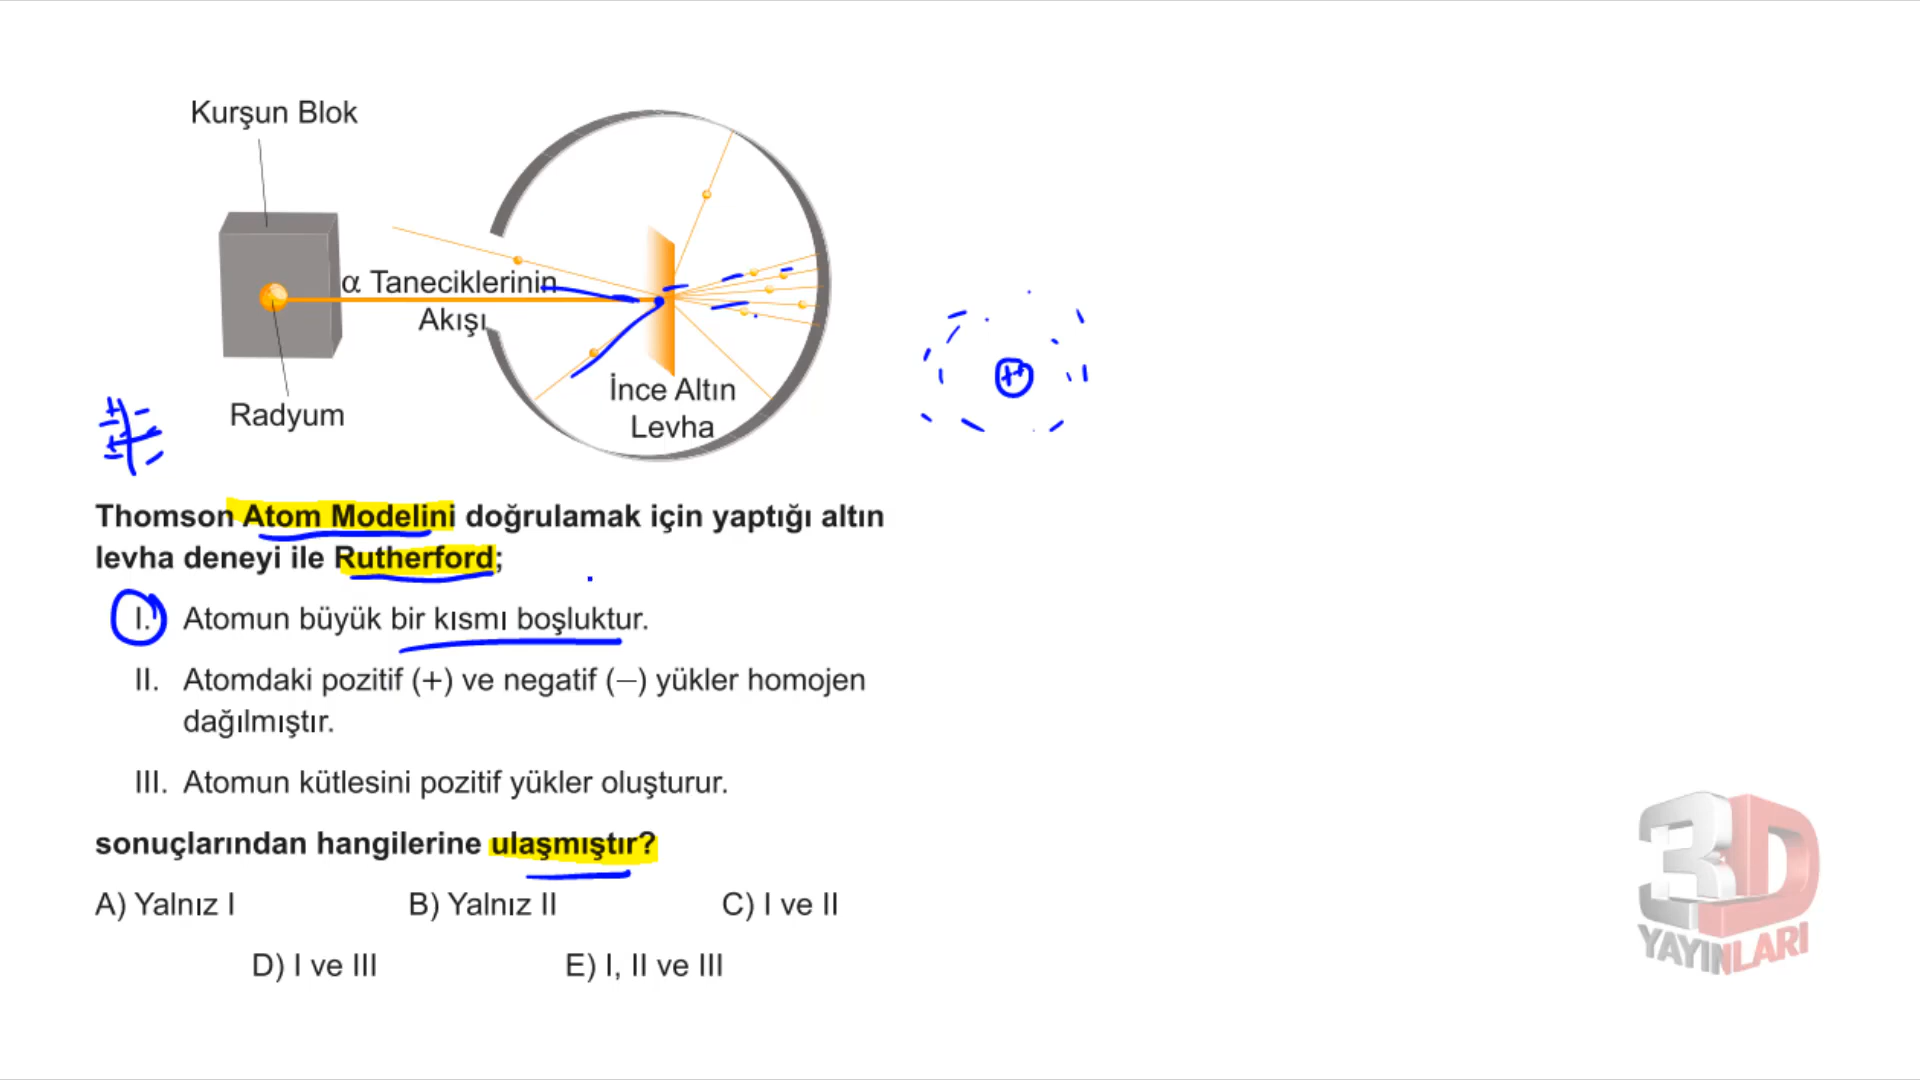 Kurşun Blok
α Taneciklerinin
Akışı
İnce Altın
Levha
Radyum
++
Thomson Atom Modelini doğrulamak için yaptığı altın
levha deneyi ile Rutherford;
I. Atomun büyük bir kısmı boşluktur.
II. Atomdaki pozitif (+) ve negatif (−) yükler homojen
dağılmıştır.
III. Atomun kütlesini pozitif yükler oluşturur.
sonuçlarından hangilerine ulaşmıştır?
A) Yalnız I B) Yalnız II C) I ve II
D) I ve III E) I, II ve III
3D
YAYINLARI